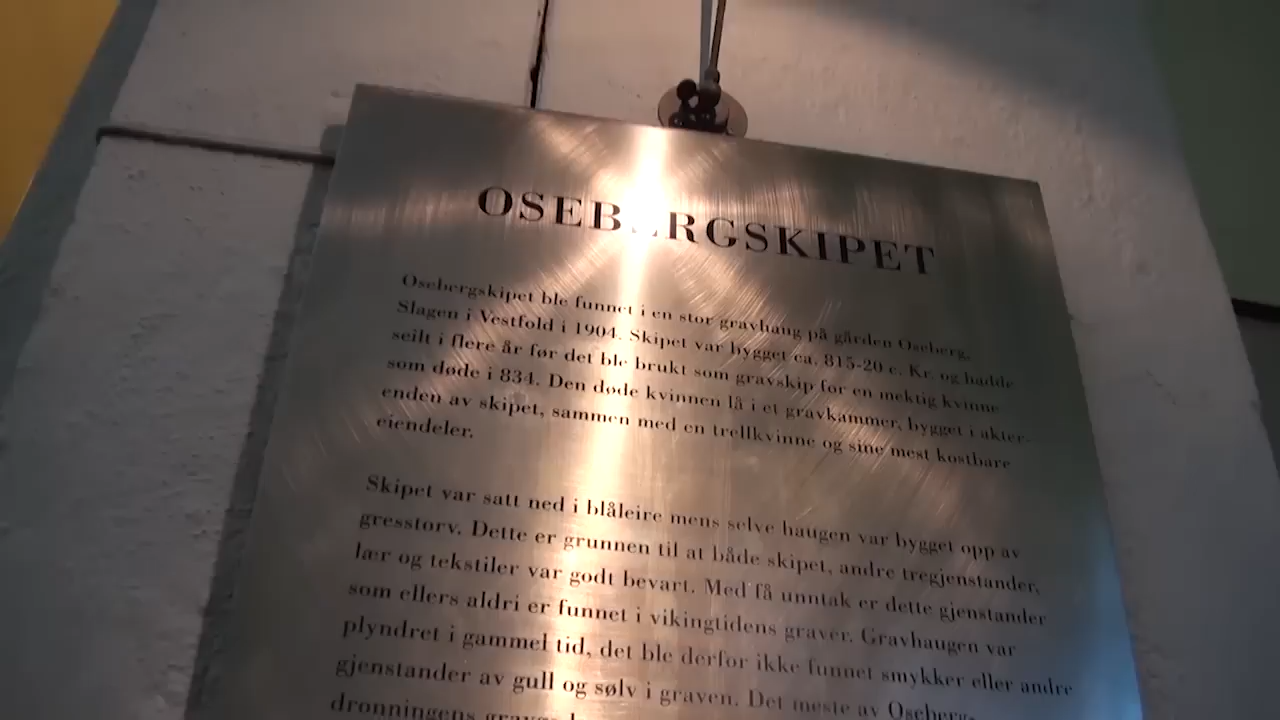 OSEBERGSKIPET
Osebergskipet ble funnet i en stor gravhaug på gården Oseberg,
Slagen i Vestfold i 1904. Skipet var bygget ca. 815-20 e. Kr. og hadde
seilt i flere år før det ble brukt som gravskip for en mektig kvinne
som døde i 834. Den døde kvinnen lå i et gravkammer, bygget i akter-
enden av skipet, sammen med en trellkvinne og sine mest kostbare
eiendeler.
Skipet var satt ned i blåleire mens selve haugen var bygget opp av
gresstorv. Dette er grunnen til at både skipet, andre tregjenstander,
lær og tekstiler var godt bevart. Med få unntak er dette gjenstander
som ellers aldri er funnet i vikingtidens graver. Gravhaugen var
plyndret i gammel tid, det ble derfor ikke funnet smykker eller andre
gjenstander av gull og sølv i graven. Det meste av Oseberg-
dronningens